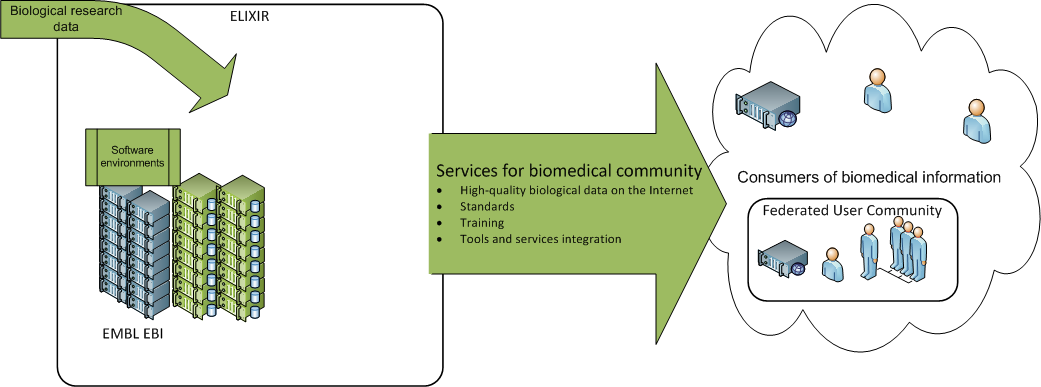 Biological research
data
ELIXIR
Software
environments
EMBL EBI
Services for biomedical community
• High-quality biological data on the Internet
• Standards
• Training
• Tools and services integration
Consumers of biomedical information
Federated User Community